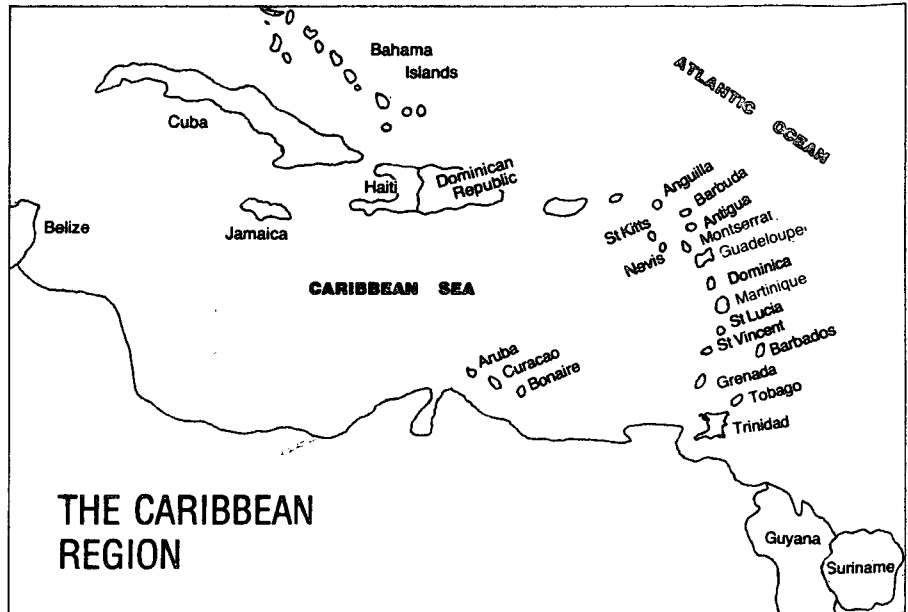 Bahama
Islands
ATLANTIC OCEAN
Cuba
Haiti
Dominican
Republic
Anguilla
Barbuda
Antigua
St Kitts
Montserrat
Nevis
Guadeloupe
Belize
Jamaica
CARIBBEAN SEA
Dominica
Martinique
St Lucia
St Vincent
Barbados
Aruba
Curacao
Bonaire
Grenada
Tobago
Trinidad
THE CARIBBEAN
REGION
Guyana
Suriname